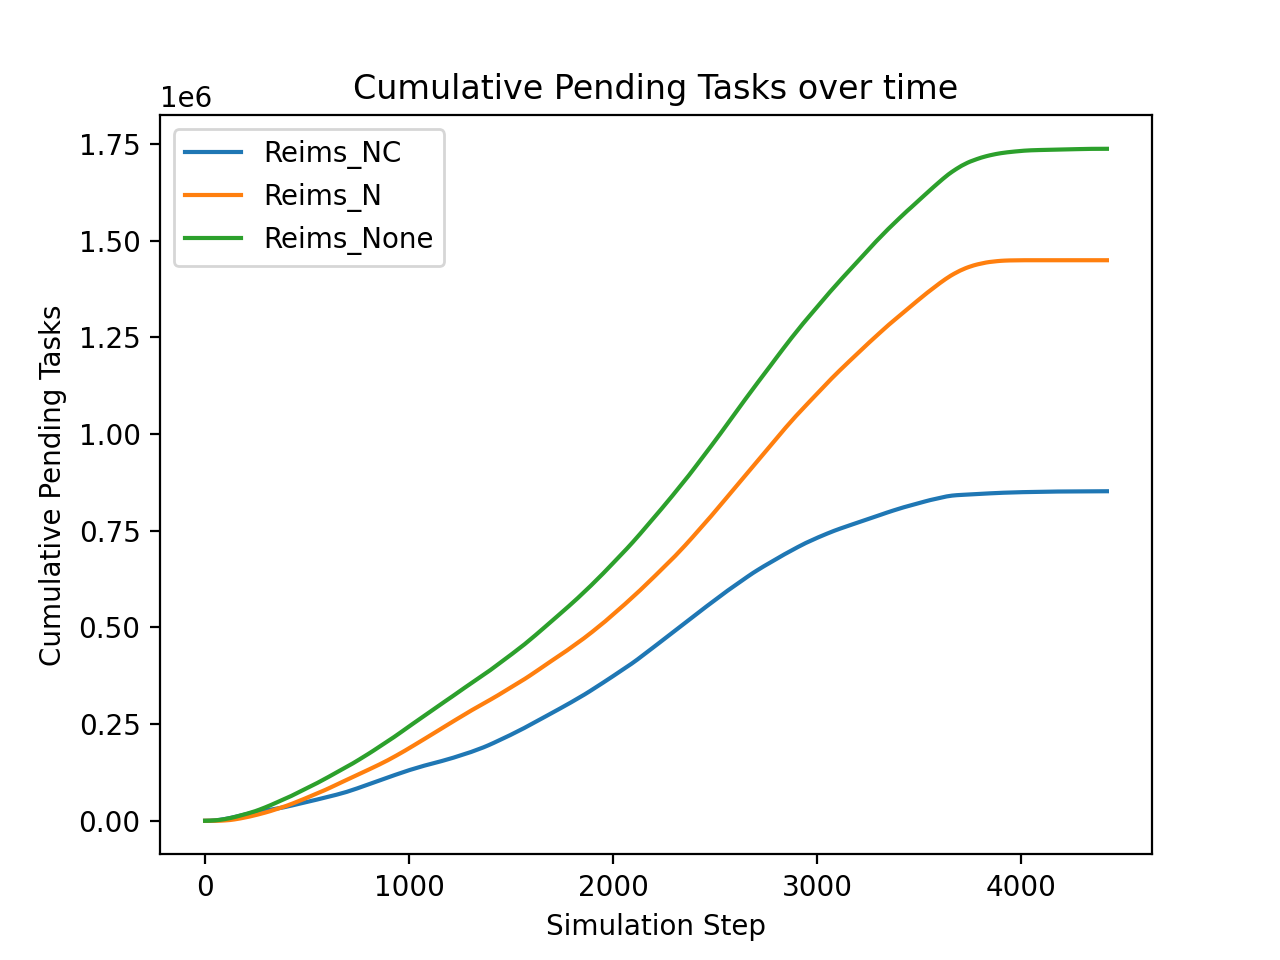 Cumulative Pending Tasks over time
1e6
1.75
1.50
1.25
1.00
0.75
0.50
0.25
0.00
Cumulative Pending Tasks
Reims_NC
Reims_N
Reims_None
0 1000 2000 3000 4000
Simulation Step